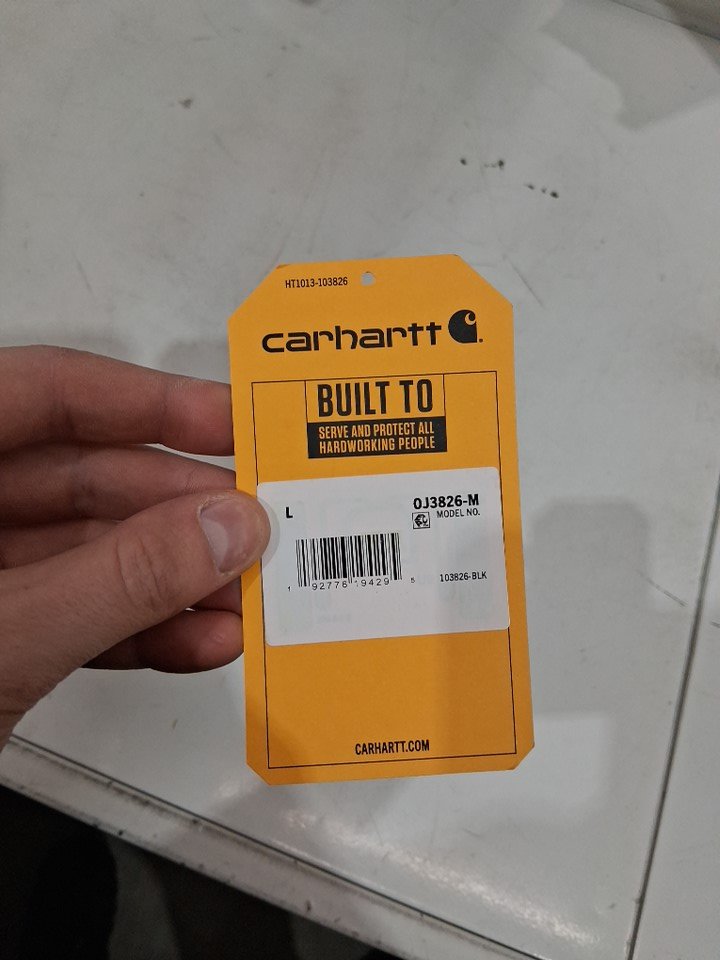 HT1013-103826
carhartt
BUILT TO
SERVE AND PROTECT ALL
HARDWORKING PEOPLE
L
0J3826-M
MODEL NO.
103826-BLK
1 92776 19429 5
CARHARTT.COM